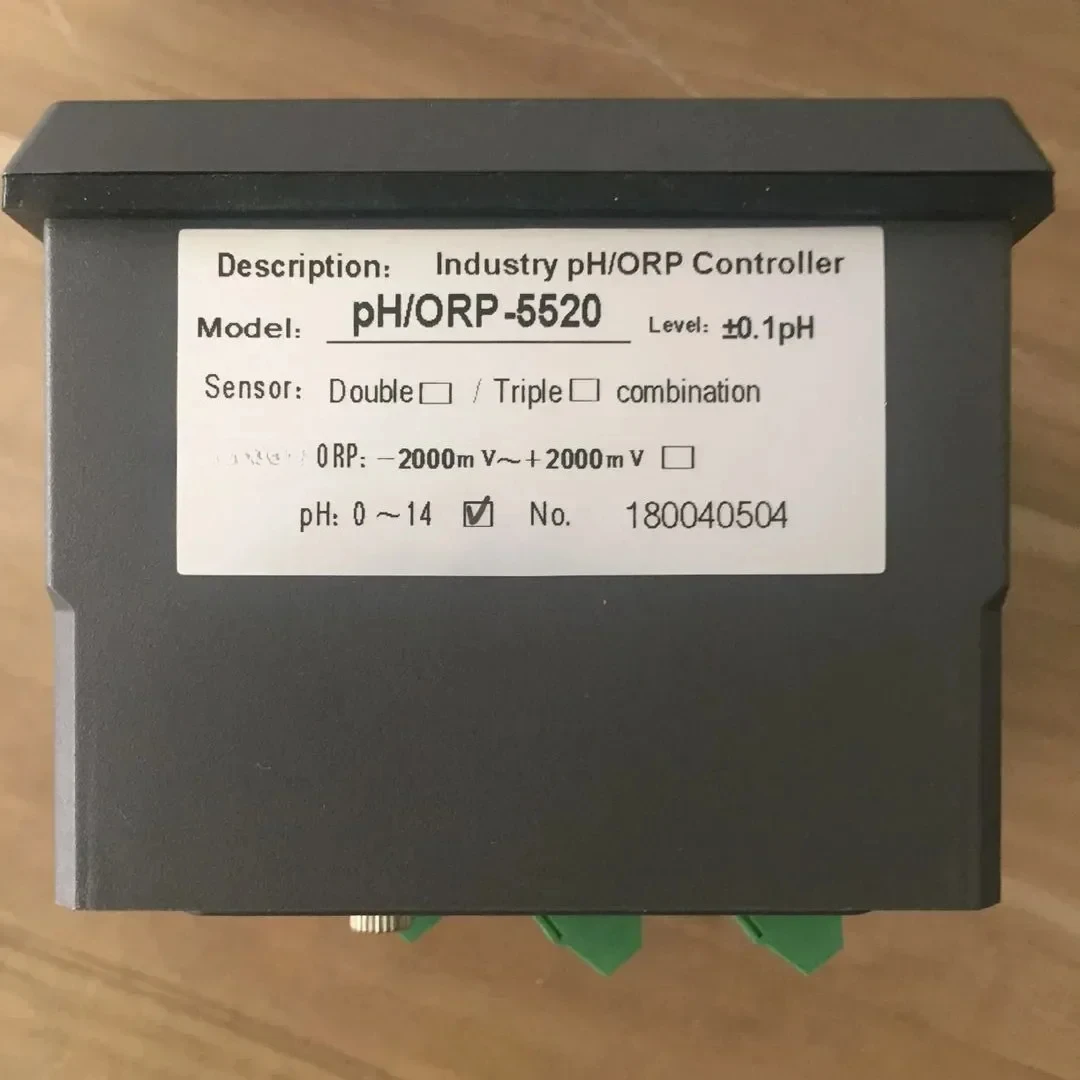 Description: Industry pH/ORP Controller
Model: pH/ORP-5520 Level: ±0.1pH
Sensor: Double☐ / Triple☐ combination
ORP: -2000mV~+2000mV ☐
pH: 0~14 ☑ No. 180040504